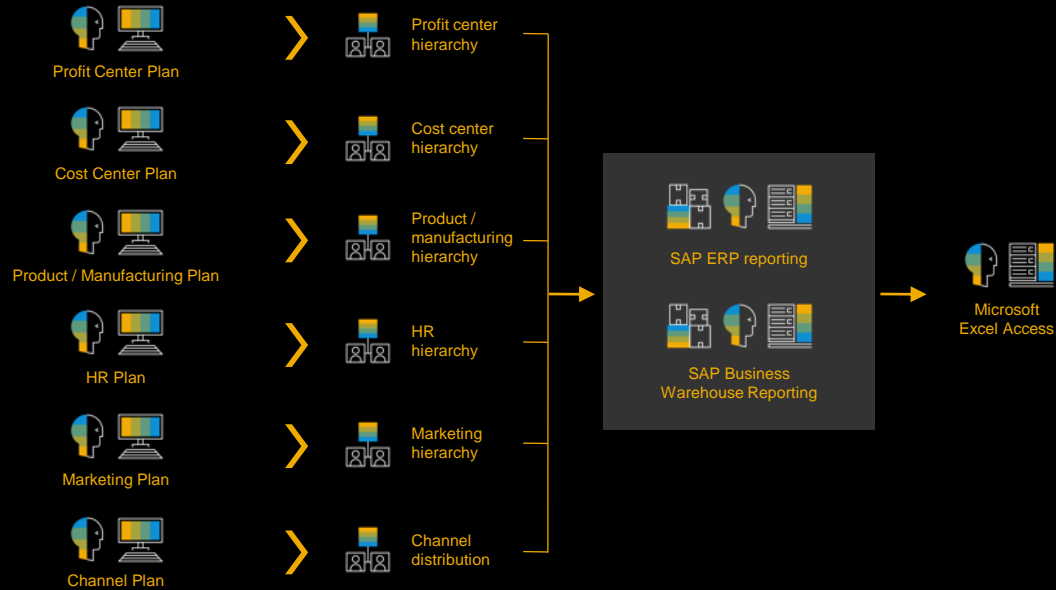 Profit Center Plan
Profit center
hierarchy
Cost Center Plan
Cost center
hierarchy
Product / Manufacturing Plan
Product /
manufacturing
hierarchy
HR Plan
HR
hierarchy
Marketing Plan
Marketing
hierarchy
Channel Plan
Channel
distribution
SAP ERP reporting
SAP Business
Warehouse Reporting
Microsoft
Excel Access